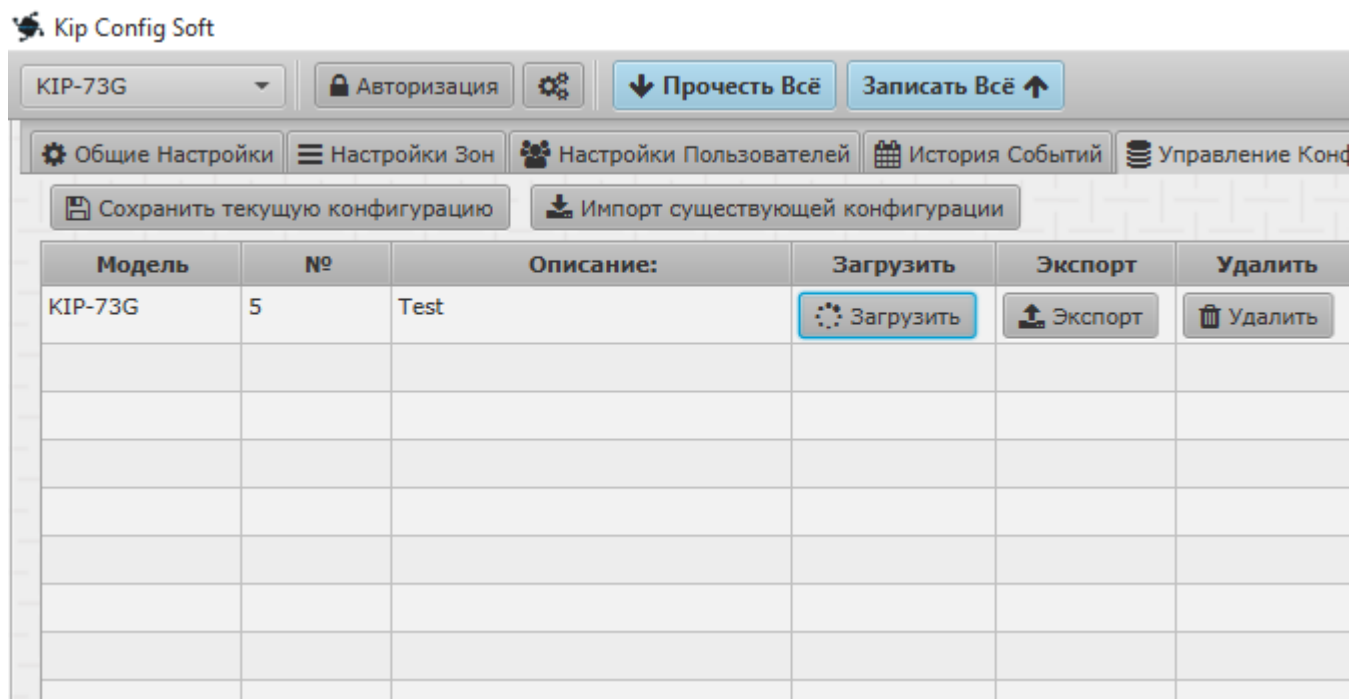 Kip Config Soft
KIP-73G Авторизация Прочесть Всё Записать Всё
Общие Настройки Настройки Зон Настройки Пользователей История Событий Управление
Сохранить текущую конфигурацию Импорт существующей конфигурации
Модель № Описание: Загрузить Экспорт Удалить
KIP-73G 5 Test Загрузить Экспорт Удалить